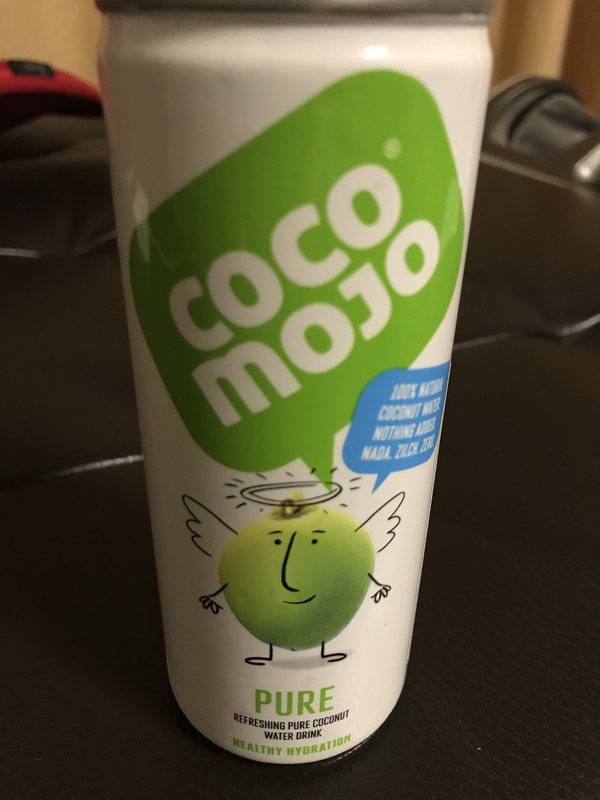 COCO
MOJO
100% NATURAL
COCONUT WATER.
NOTHING ADDED.
NADA. ZILCH. ZERO.
PURE
REFRESHING PURE COCONUT
WATER DRINK
HEALTHY HYDRATION